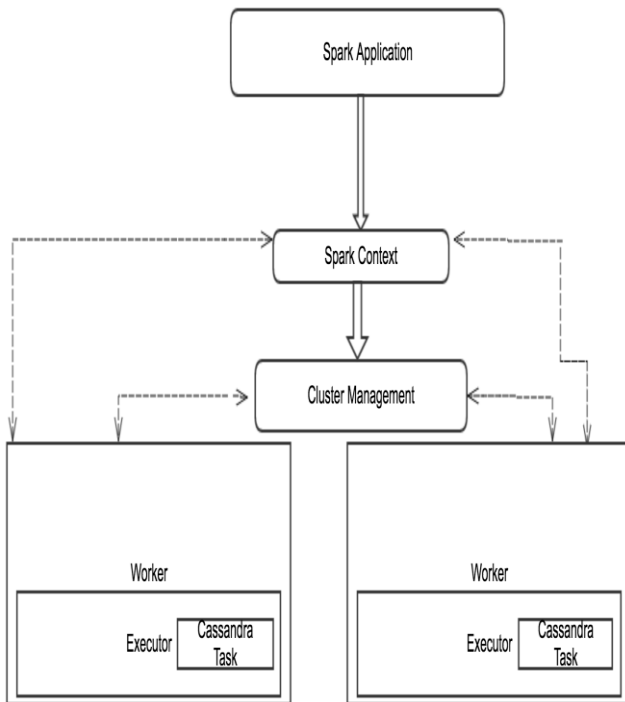 Spark Application
Spark Context
Cluster Management
Worker
Executor
Cassandra
Task
Worker
Executor
Cassandra
Task